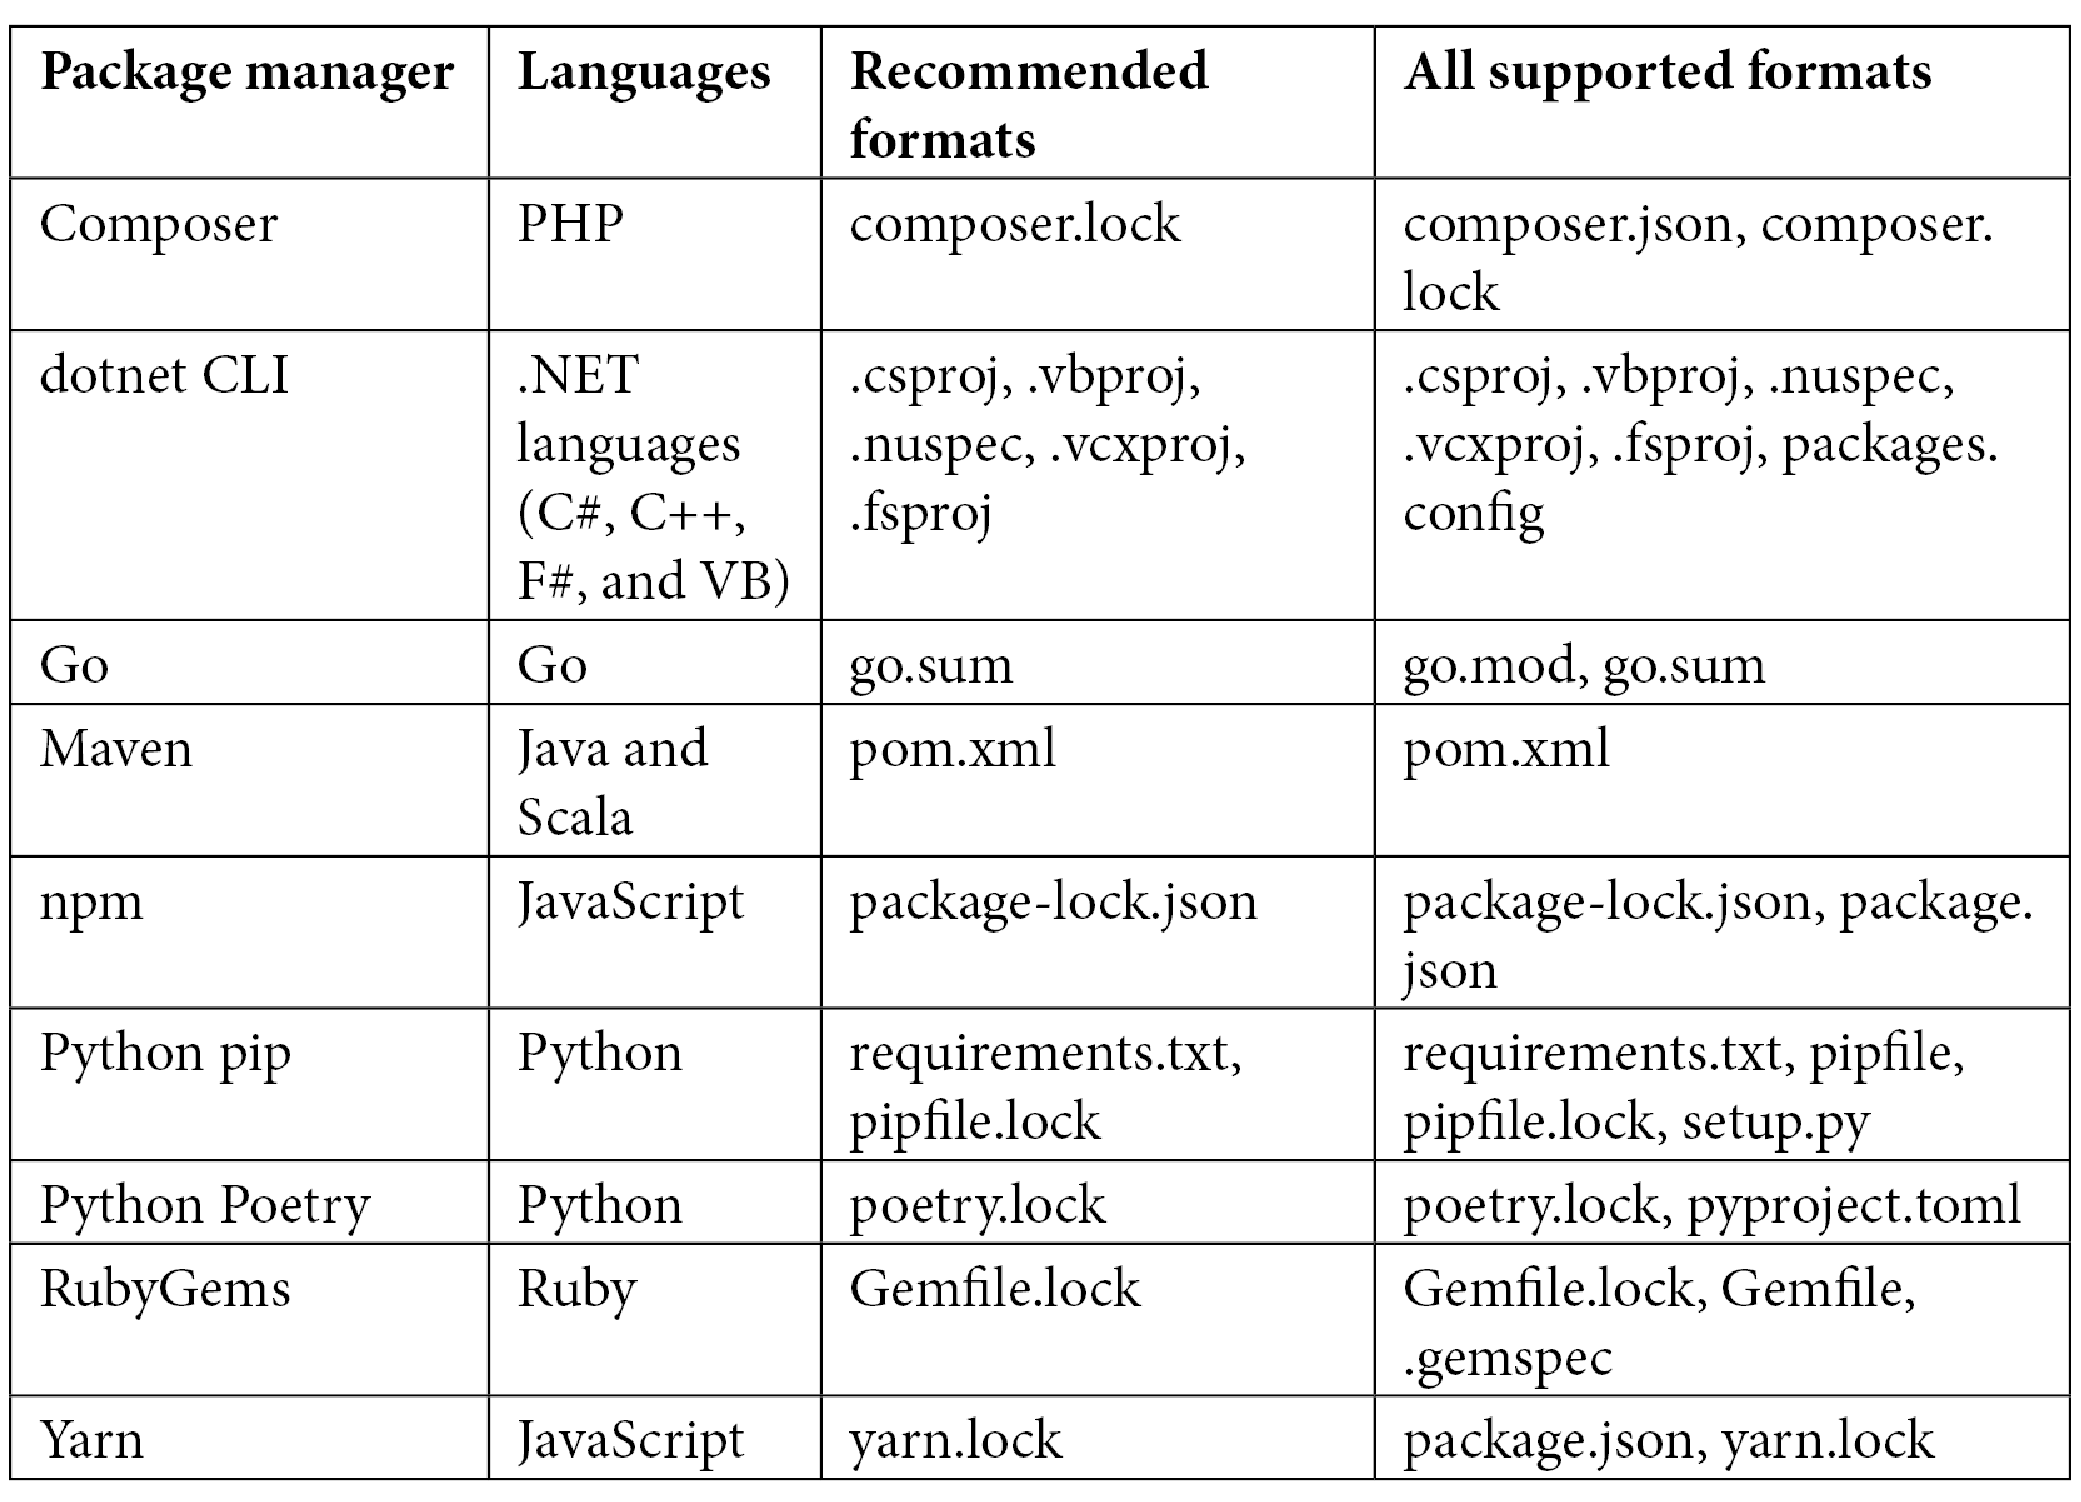 Package manager
Languages
Recommended
formats
All supported formats
Composer
PHP
composer.lock
composer.json, composer.
lock
dotnet CLI
.NET
languages
(C#, C++,
F#, and VB)
.csproj, .vbproj,
.nuspec, .vcxproj,
.fsproj
.csproj, .vbproj, .nuspec,
.vcxproj, .fsproj, packages.
config
Go
Go
go.sum
go.mod, go.sum
Maven
Java and
Scala
pom.xml
pom.xml
npm
JavaScript
package-lock.json
package-lock.json, package.
json
Python pip
Python
requirements.txt,
pipfile.lock
requirements.txt, pipfile,
pipfile.lock, setup.py
Python Poetry
Python
poetry.lock
poetry.lock, pyproject.toml
RubyGems
Ruby
Gemfile.lock
Gemfile.lock, Gemfile,
.gemspec
Yarn
JavaScript
yarn.lock
package.json, yarn.lock